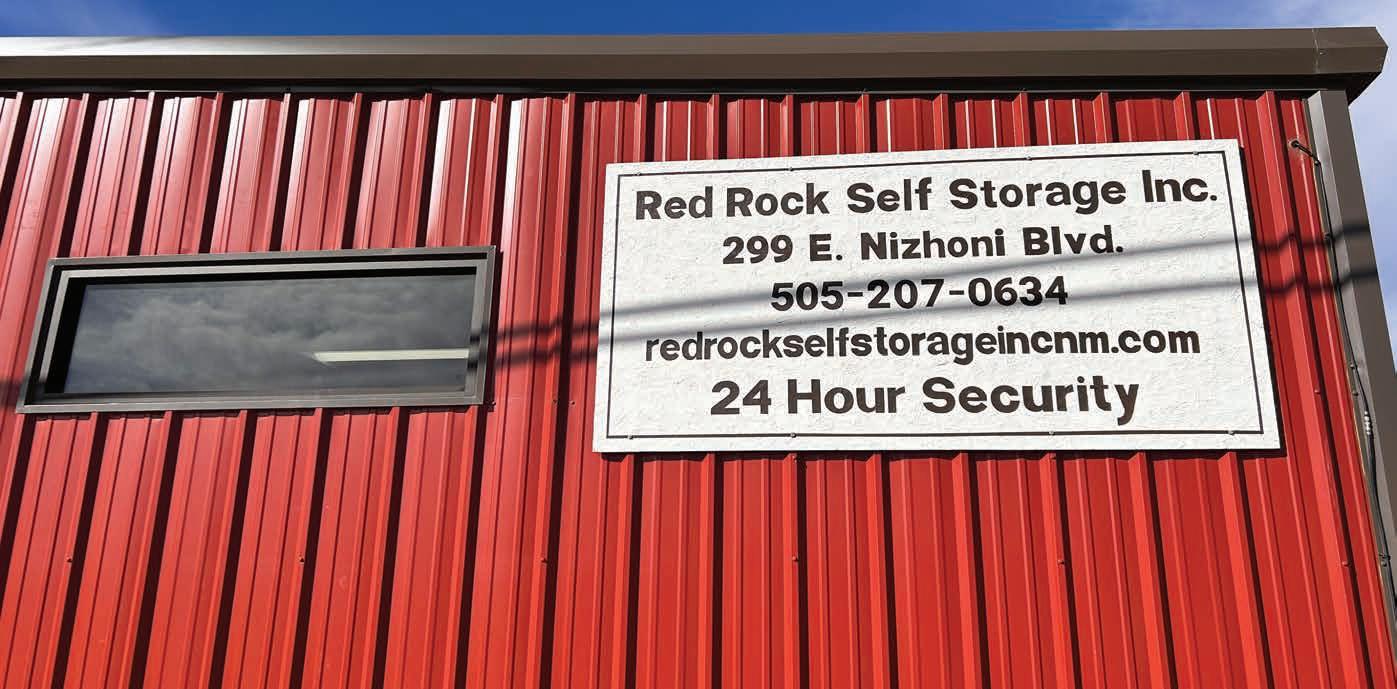 Red Rock Self Storage Inc.
299 E. Nizhoni Blvd.
505-207-0634
redrockselfstorageincnm.com
24 Hour Security